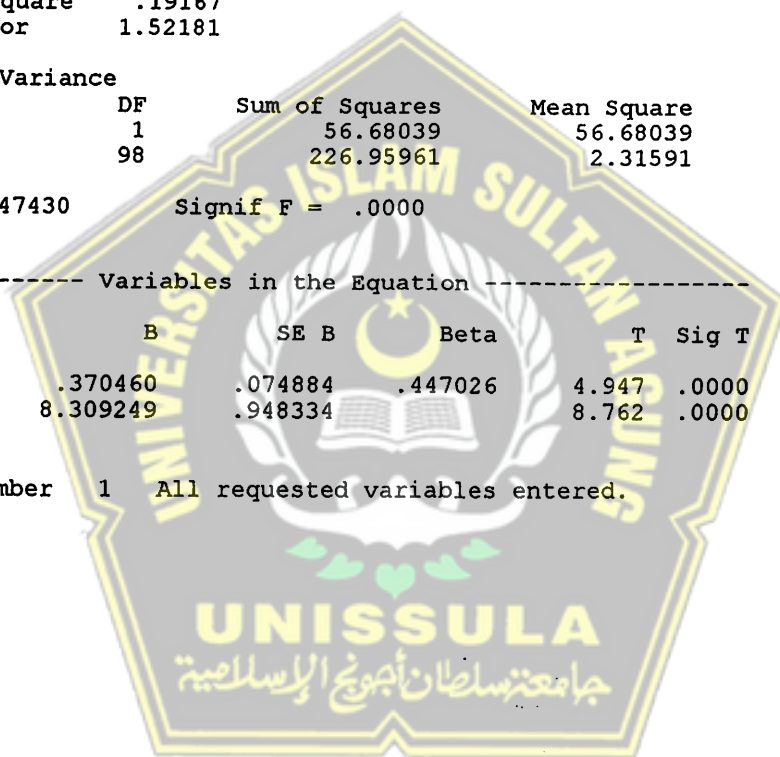 quare .19167
or 1.52181
Variance
DF Sum of Squares Mean Square
1 56.68039 56.68039
98 226.95961 2.31591
47430 Signif F = .0000
------ Variables in the Equation ------------------
B SE B Beta T Sig T
.370460 .074884 .447026 4.947 .0000
8.309249 .948334 8.762 .0000
mber 1 All requested variables entered.
UNIVERSITAS ISLAM SULTAN AGUNG
UNISSULA
جامعة سلطان أجونج الإسلامية